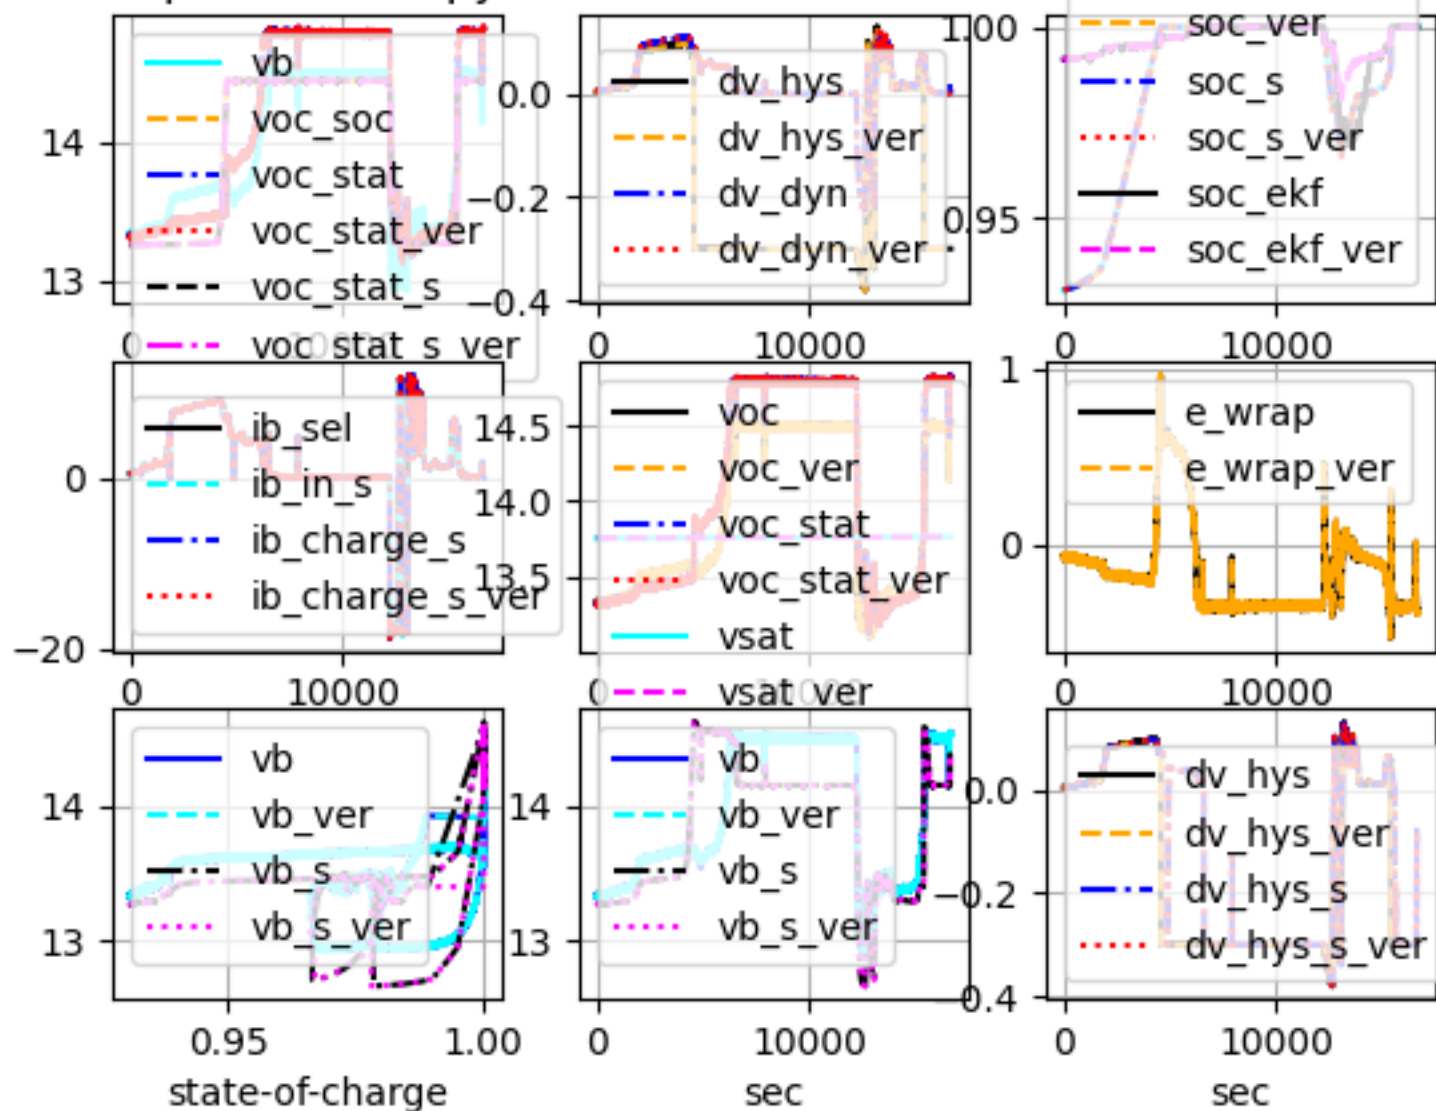 py
vb
voc_soc
voc_stat
voc_stat_ver
voc_stat_s
voc_stat_s_ver
14
13
0
10000
dv_hys
dv_hys_ver
dv_dyn
dv_dyn_ver
0.0
−0.2
−0.4
0
10000
soc_ver
soc_s
soc_s_ver
soc_ekf
soc_ekf_ver
1.00
0.95
0
10000
ib_sel
ib_in_s
ib_charge_s
ib_charge_s_ver
0
−20
0
10000
voc
voc_ver
voc_stat
voc_stat_ver
vsat
vsat_ver
14.5
14.0
13.5
0
10000
e_wrap
e_wrap_ver
1
0
0
10000
vb
vb_ver
vb_s
vb_s_ver
14
13
0.95
1.00
state-of-charge
vb
vb_ver
vb_s
vb_s_ver
14
13
0
10000
sec
dv_hys
dv_hys_ver
dv_hys_s
dv_hys_s_ver
0.0
−0.2
−0.4
0
10000
sec